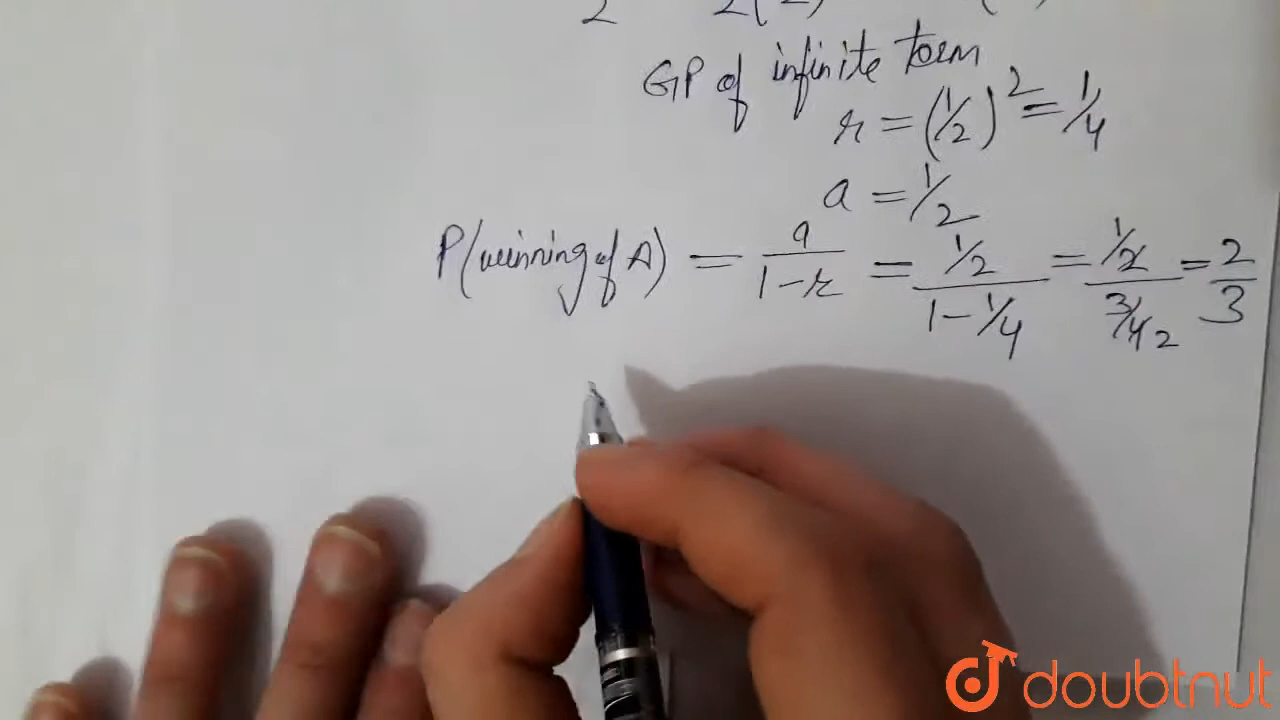 GP of infinite term
r = (1/2)^2 = 1/4
a = 1/2
P(winning of A) = a/(1-r) = (1/2)/(1-1/4) = (1/2)/(3/4) 2 = 2/3
doubtnut